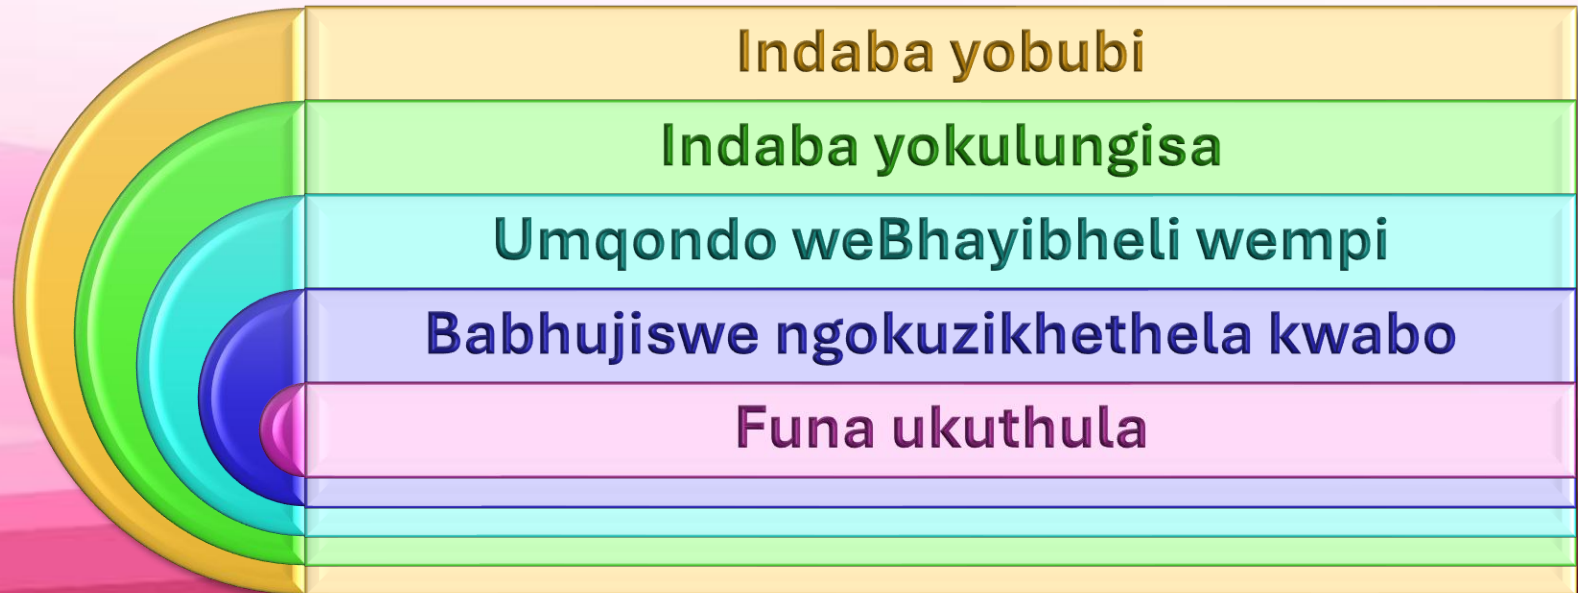 Indaba yobubi
Indaba yokulungisa
Umqondo weBhayibheli wempi
Babhujiswe ngokuzikhethela kwabo
Funa ukuthula